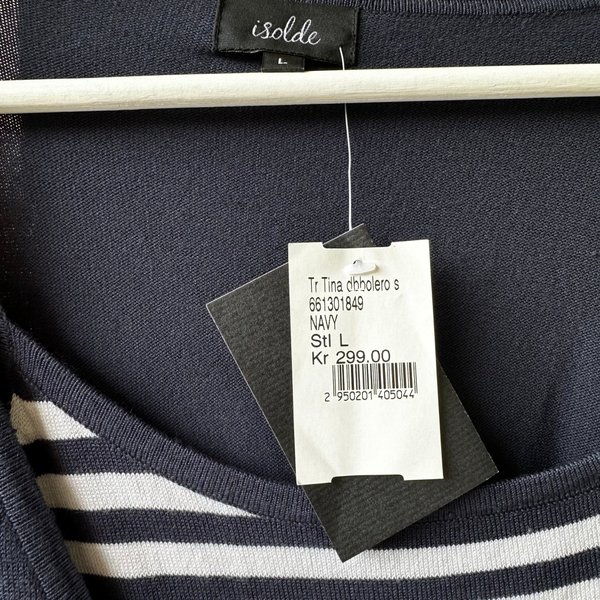 isolde
L
Tr Tina dbbolero s
661301849
NAVY
Stl L
Kr 299.00
2 950201 405044